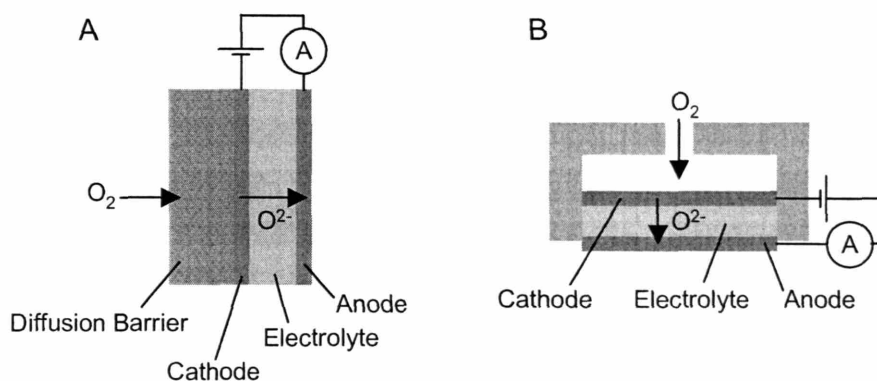 A
A
O2
O2-
Diffusion Barrier
Cathode
Electrolyte
Anode
B
O2
O2-
A
Cathode
Electrolyte
Anode